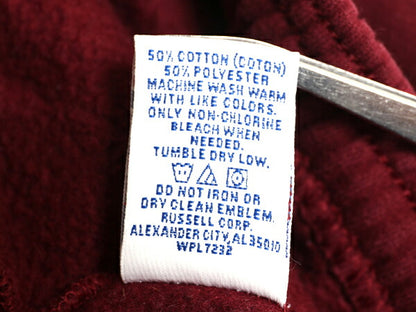 50% COTTON (COTON)
50% POLYESTER
MACHINE WASH WARM
WITH LIKE COLORS.
ONLY NON-CHLORINE
BLEACH WHEN
NEEDED.
TUMBLE DRY LOW.
DO NOT IRON OR
DRY CLEAN EMBLEM.
RUSSELL CORP.
ALEXANDER CITY, AL 35010
WPL7232